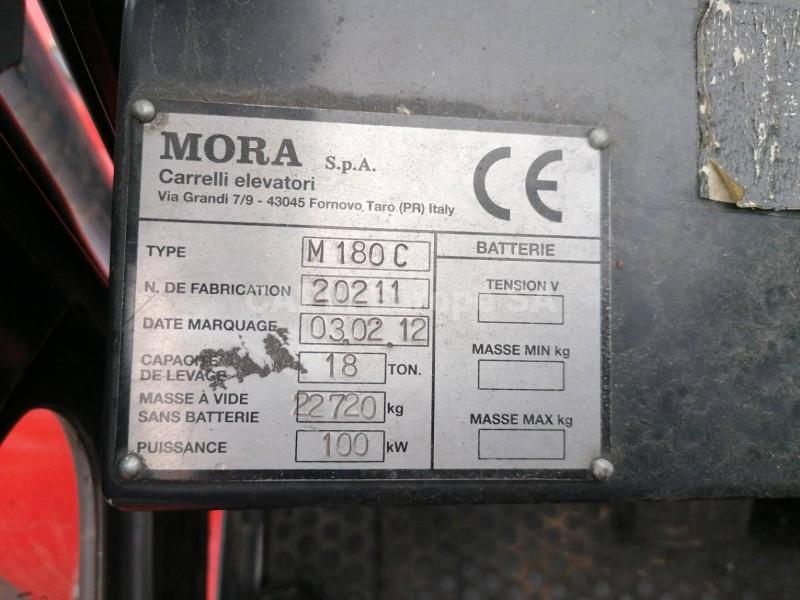 MORA S.p.A.
Carrelli elevatori
Via Grandi 7/9 - 43045 Fornovo Taro (PR) Italy
CE
TYPE M 180 C
N. DE FABRICATION 20211
DATE MARQUAGE 03.02.12
CAPACITE DE LEVAGE 18 TON.
MASSE À VIDE SANS BATTERIE 22720 kg
PUISSANCE 100 kW
BATTERIE
TENSION V
MASSE MIN kg
MASSE MAX kg